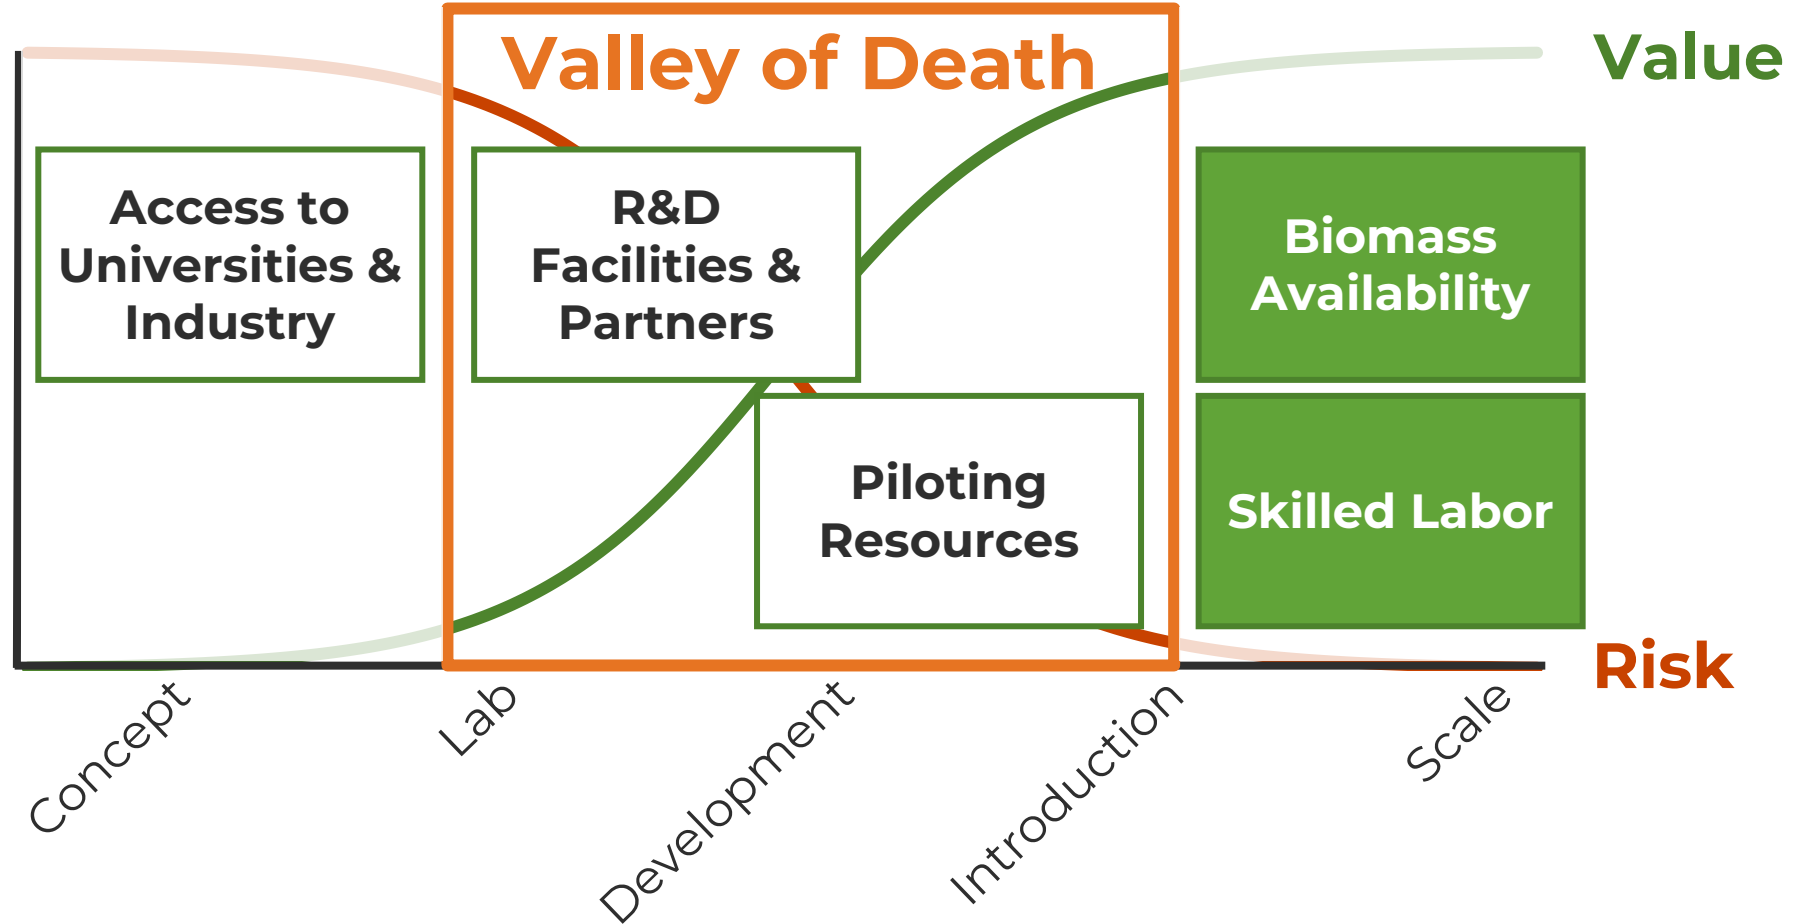 Valley of Death
Value
Access to
Universities &
Industry
R&D
Facilities &
Partners
Biomass
Availability
Piloting
Resources
Skilled Labor
Risk
Concept
Lab
Development
Introduction
Scale